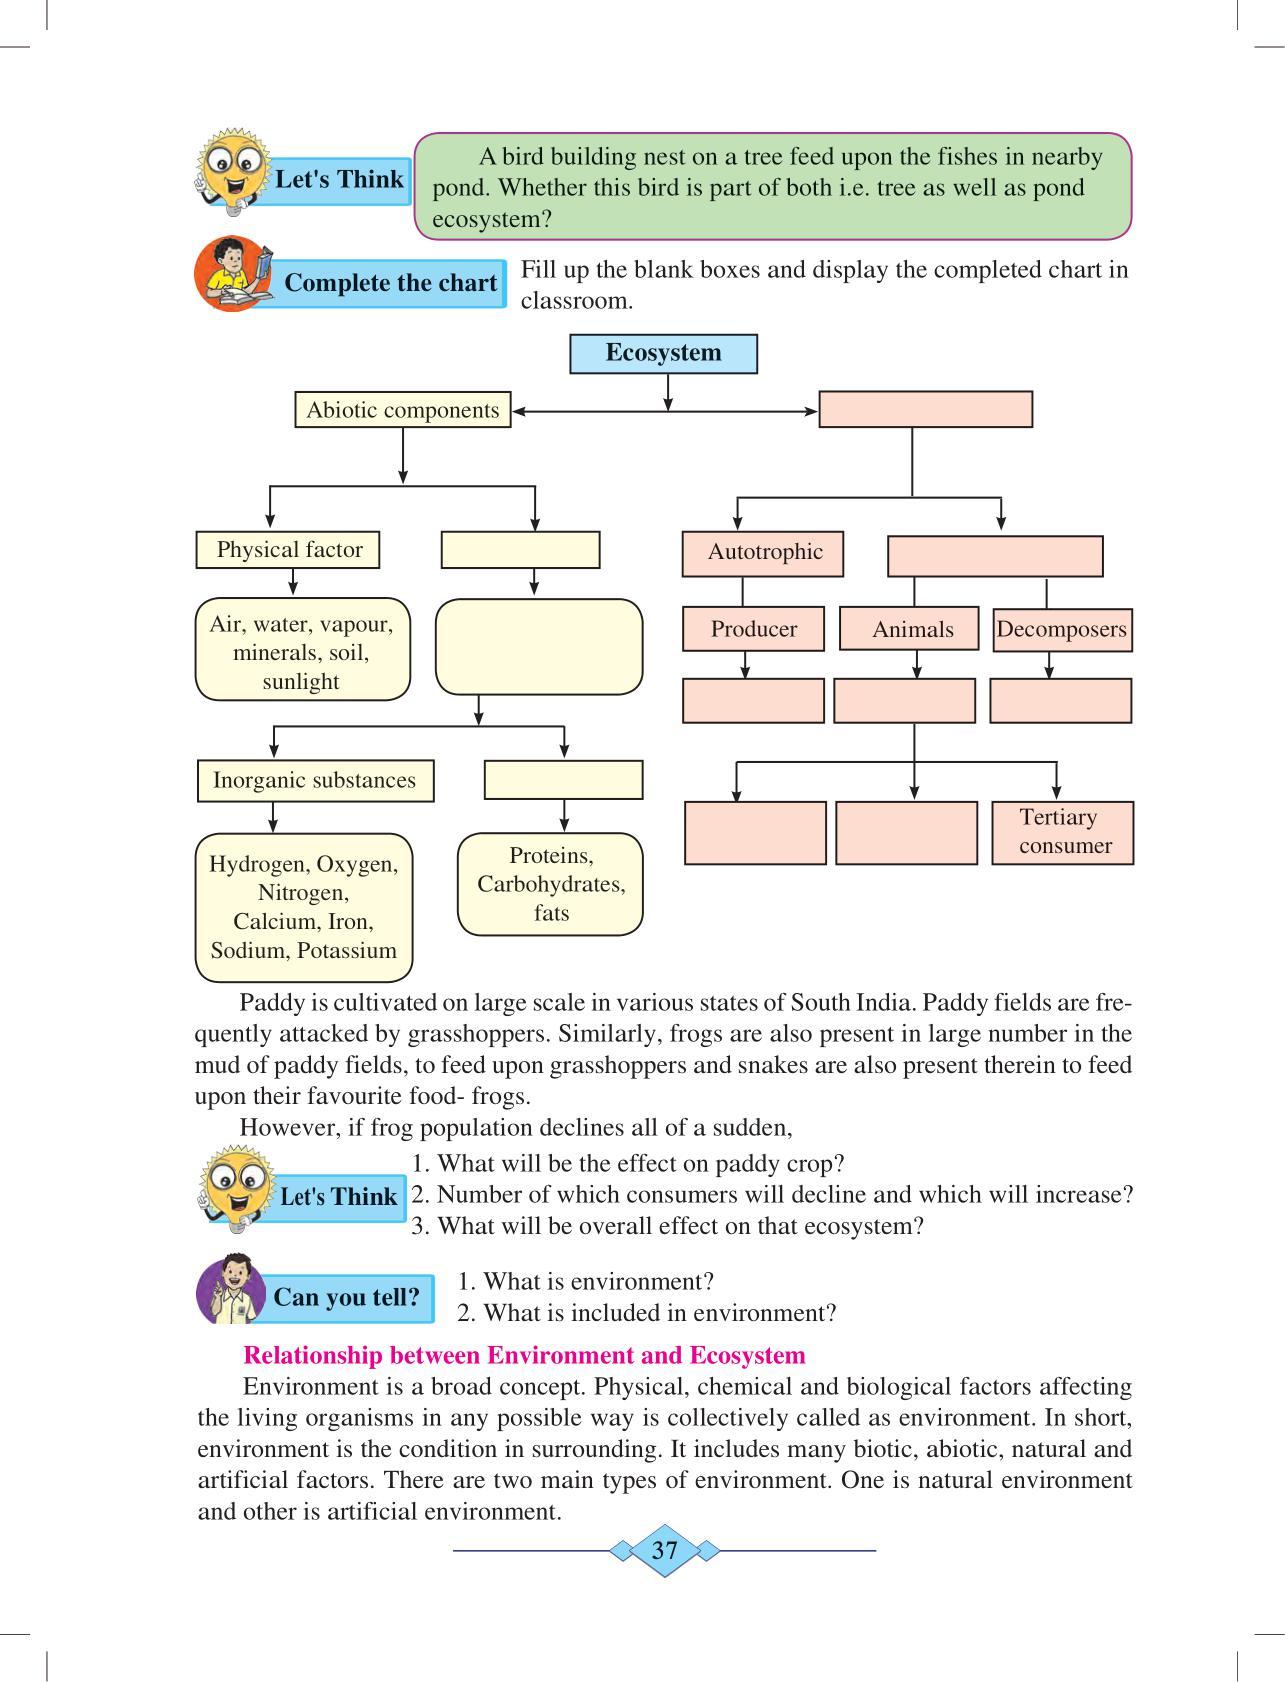 Let's Think
A bird building nest on a tree feed upon the fishes in nearby
pond. Whether this bird is part of both i.e. tree as well as pond
ecosystem?
Complete the chart
Fill up the blank boxes and display the completed chart in
classroom.
Ecosystem
Abiotic components
Physical factor
Autotrophic
Air, water, vapour,
minerals, soil,
sunlight
Producer
Animals
Decomposers
Inorganic substances
Tertiary
consumer
Hydrogen, Oxygen,
Nitrogen,
Calcium, Iron,
Sodium, Potassium
Proteins,
Carbohydrates,
fats
Paddy is cultivated on large scale in various states of South India. Paddy fields are fre-
quently attacked by grasshoppers. Similarly, frogs are also present in large number in the
mud of paddy fields, to feed upon grasshoppers and snakes are also present therein to feed
upon their favourite food- frogs.
However, if frog population declines all of a sudden,
Let's Think
1. What will be the effect on paddy crop?
2. Number of which consumers will decline and which will increase?
3. What will be overall effect on that ecosystem?
Can you tell?
1. What is environment?
2. What is included in environment?
Relationship between Environment and Ecosystem
Environment is a broad concept. Physical, chemical and biological factors affecting
the living organisms in any possible way is collectively called as environment. In short,
environment is the condition in surrounding. It includes many biotic, abiotic, natural and
artificial factors. There are two main types of environment. One is natural environment
and other is artificial environment.
37